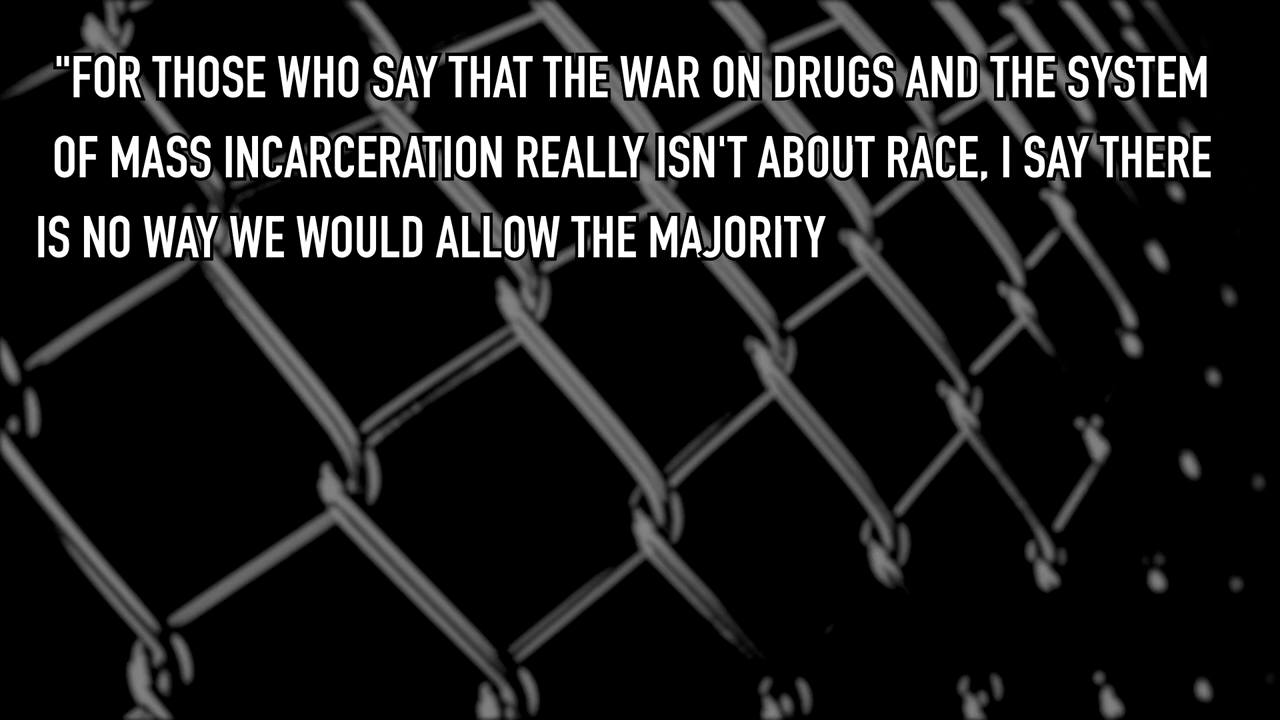 "FOR THOSE WHO SAY THAT THE WAR ON DRUGS AND THE SYSTEM
OF MASS INCARCERATION REALLY ISN'T ABOUT RACE, I SAY THERE
IS NO WAY WE WOULD ALLOW THE MAJORITY